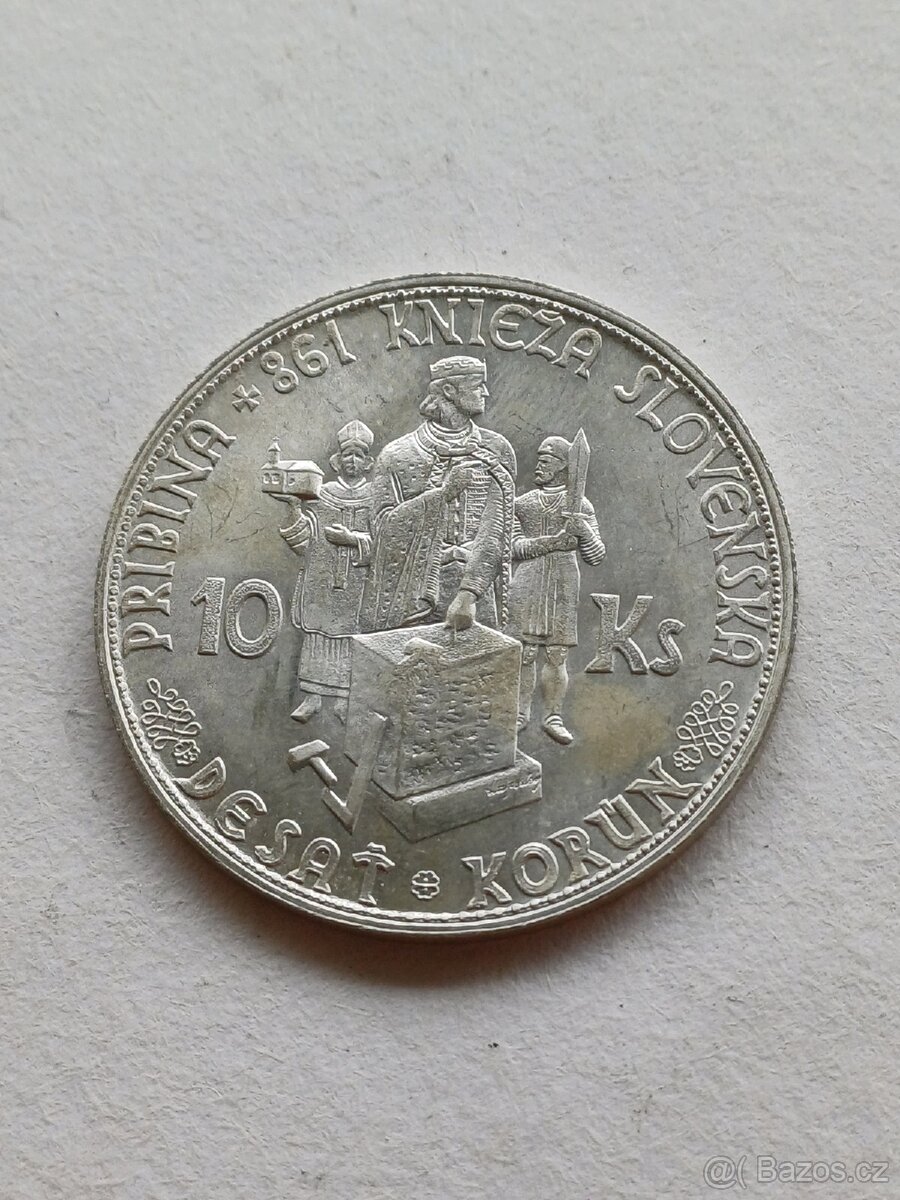 PRIBINA + 861 KNIEŽA SLOVENSKA
10 Ks
DESAŤ KORÚN
@( Bazos.cz